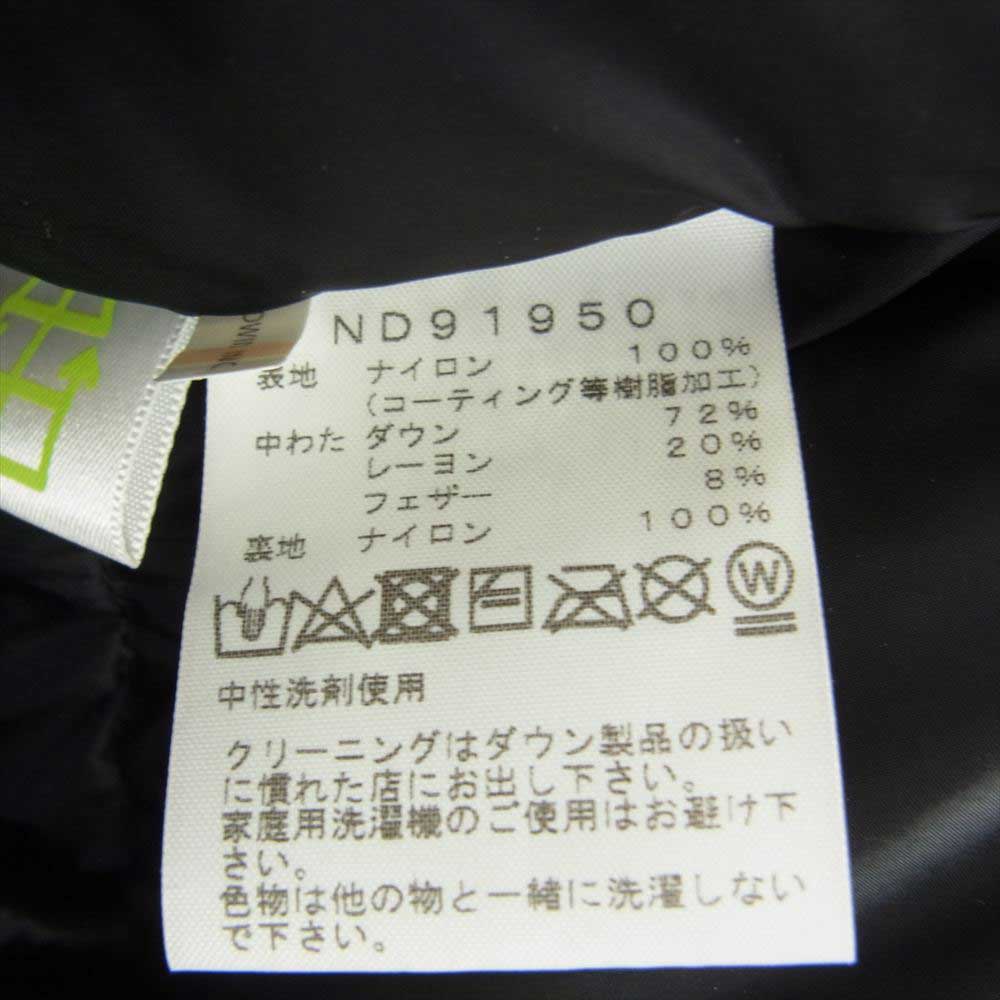 ND91950
表地 ナイロン 100%
(コーティング等樹脂加工)
中わた ダウン 72%
レーヨン 20%
フェザー 8%
裏地 ナイロン 100%
W
中性洗剤使用
クリーニングはダウン製品の扱い
に慣れた店にお出し下さい。
家庭用洗濯機のご使用はお避け下
さい。
色物は他の物と一緒に洗濯しない
で下さい。